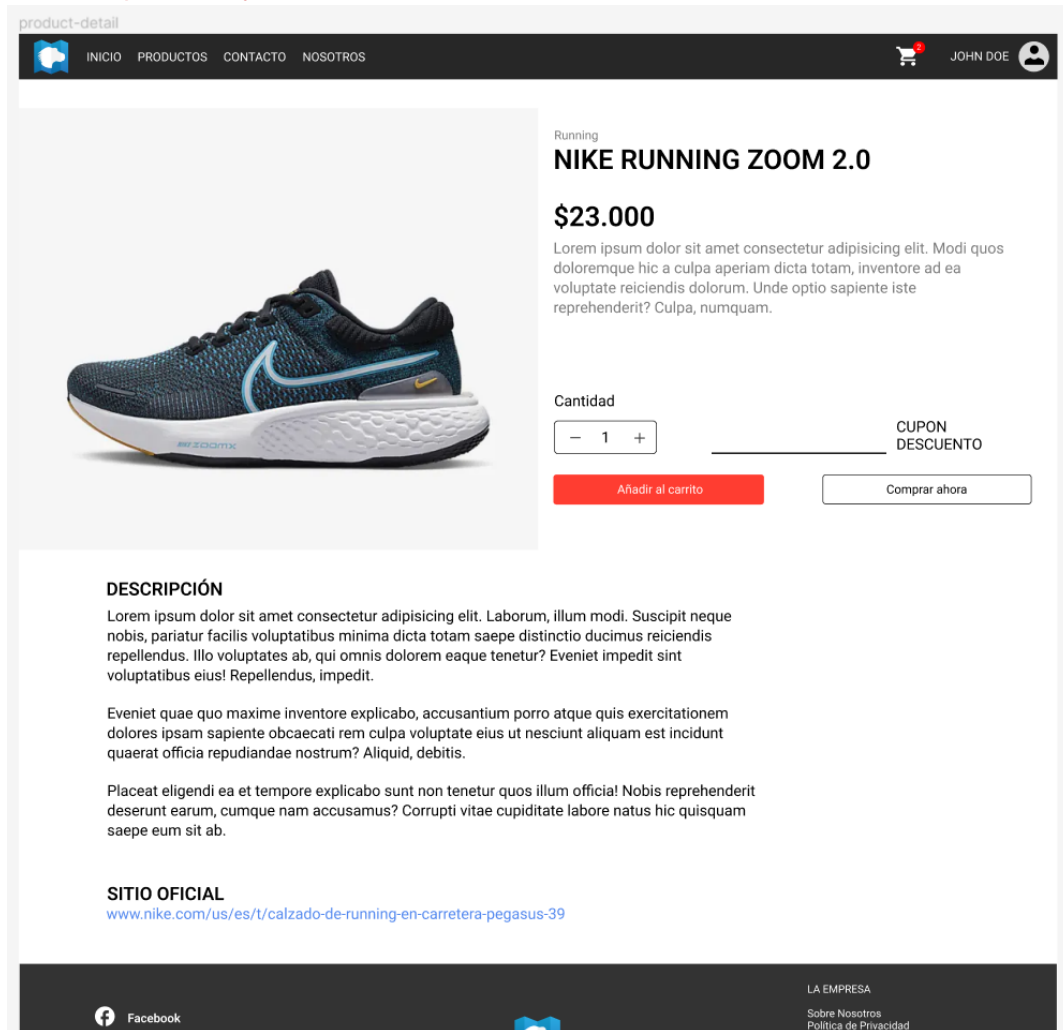 product-detail
INICIO PRODUCTOS CONTACTO NOSOTROS
2
JOHN DOE
Running
NIKE RUNNING ZOOM 2.0
$23.000
Lorem ipsum dolor sit amet consectetur adipisicing elit. Modi quos
doloremque hic a culpa aperiam dicta totam, inventore ad ea
voluptate reiciendis dolorum. Unde optio sapiente iste
reprehenderit? Culpa, numquam.
Cantidad
— 1 +
CUPON
DESCUENTO
Añadir al carrito
Comprar ahora
DESCRIPCIÓN
Lorem ipsum dolor sit amet consectetur adipisicing elit. Laborum, illum modi. Suscipit neque
nobis, pariatur facilis voluptatibus minima dicta totam saepe distinctio ducimus reiciendis
repellendus. Illo voluptates ab, qui omnis dolorem eaque tenetur? Eveniet impedit sint
voluptatibus eius! Repellendus, impedit.
Eveniet quae quo maxime inventore explicabo, accusantium porro atque quis exercitationem
dolores ipsam sapiente obcaecati rem culpa voluptate eius ut nesciunt aliquam est incidunt
quaerat officia repudiandae nostrum? Aliquid, debitis.
Placeat eligendi ea et tempore explicabo sunt non tenetur quos illum officia! Nobis reprehenderit
deserunt earum, cumque nam accusamus? Corrupti vitae cupiditate labore natus hic quisquam
saepe eum sit ab.
SITIO OFICIAL
www.nike.com/us/es/t/calzado-de-running-en-carretera-pegasus-39
LA EMPRESA
Facebook
Sobre Nosotros
Política de Privacidad